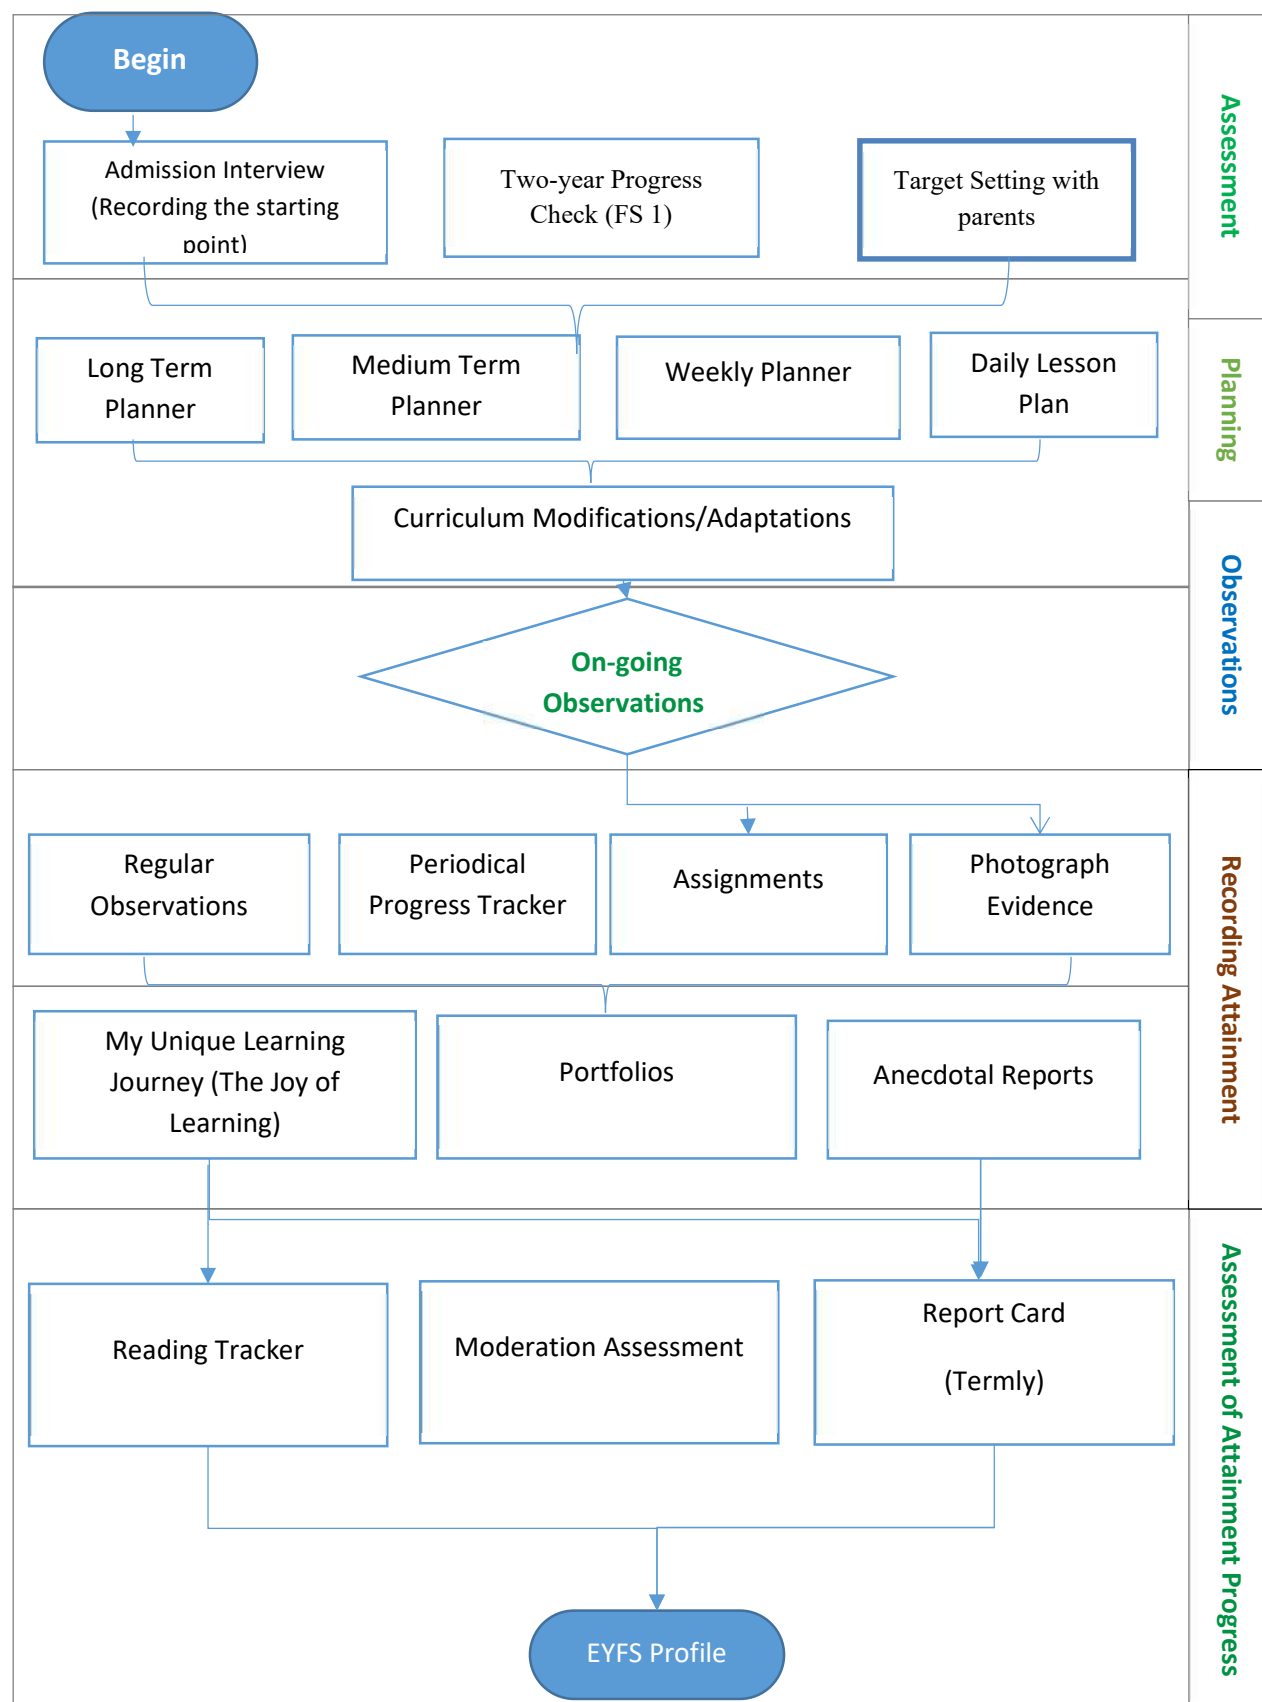 Begin
Admission Interview
(Recording the starting
point)
Two-year Progress
Check (FS 1)
Target Setting with
parents
Assessment
Long Term
Planner
Medium Term
Planner
Weekly Planner
Daily Lesson
Plan
Planning
Curriculum Modifications/Adaptations
On-going
Observations
Observations
Regular
Observations
Periodical
Progress Tracker
Assignments
Photograph
Evidence
Recording Attainment
My Unique Learning
Journey (The Joy of
Learning)
Portfolios
Anecdotal Reports
Reading Tracker
Moderation Assessment
Report Card
(Termly)
Assessment of Attainment Progress
EYFS Profile